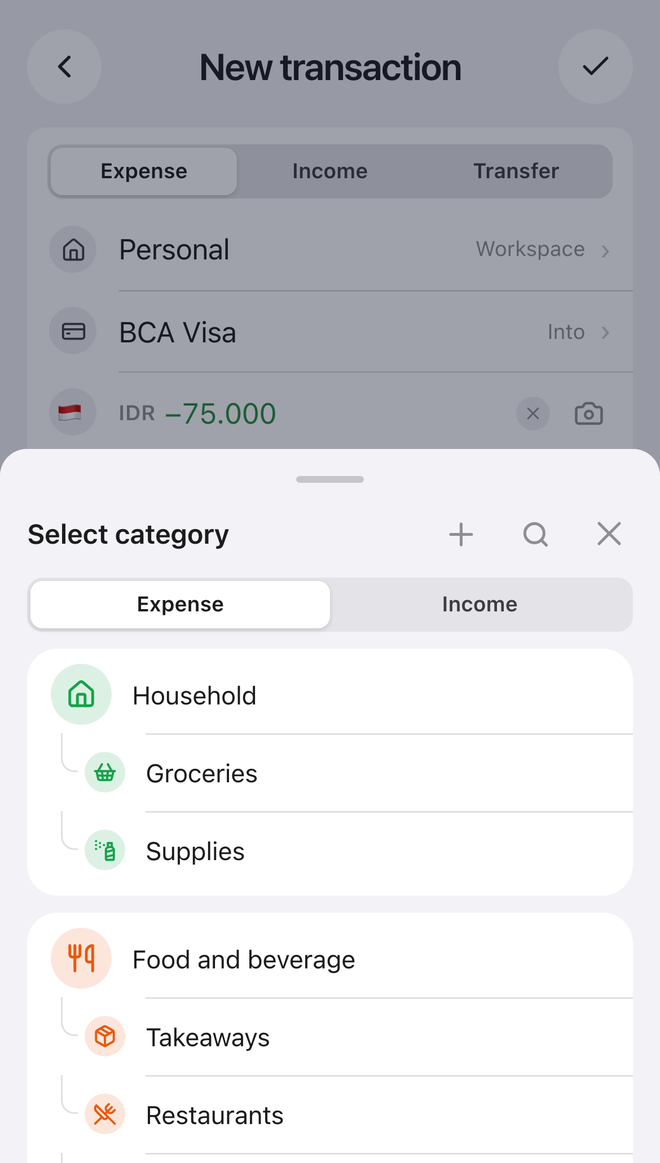 New transaction
Expense Income Transfer
Personal Workspace
BCA Visa Into
IDR –75.000
Select category
Expense Income
Household
Groceries
Supplies
Food and beverage
Takeaways
Restaurants